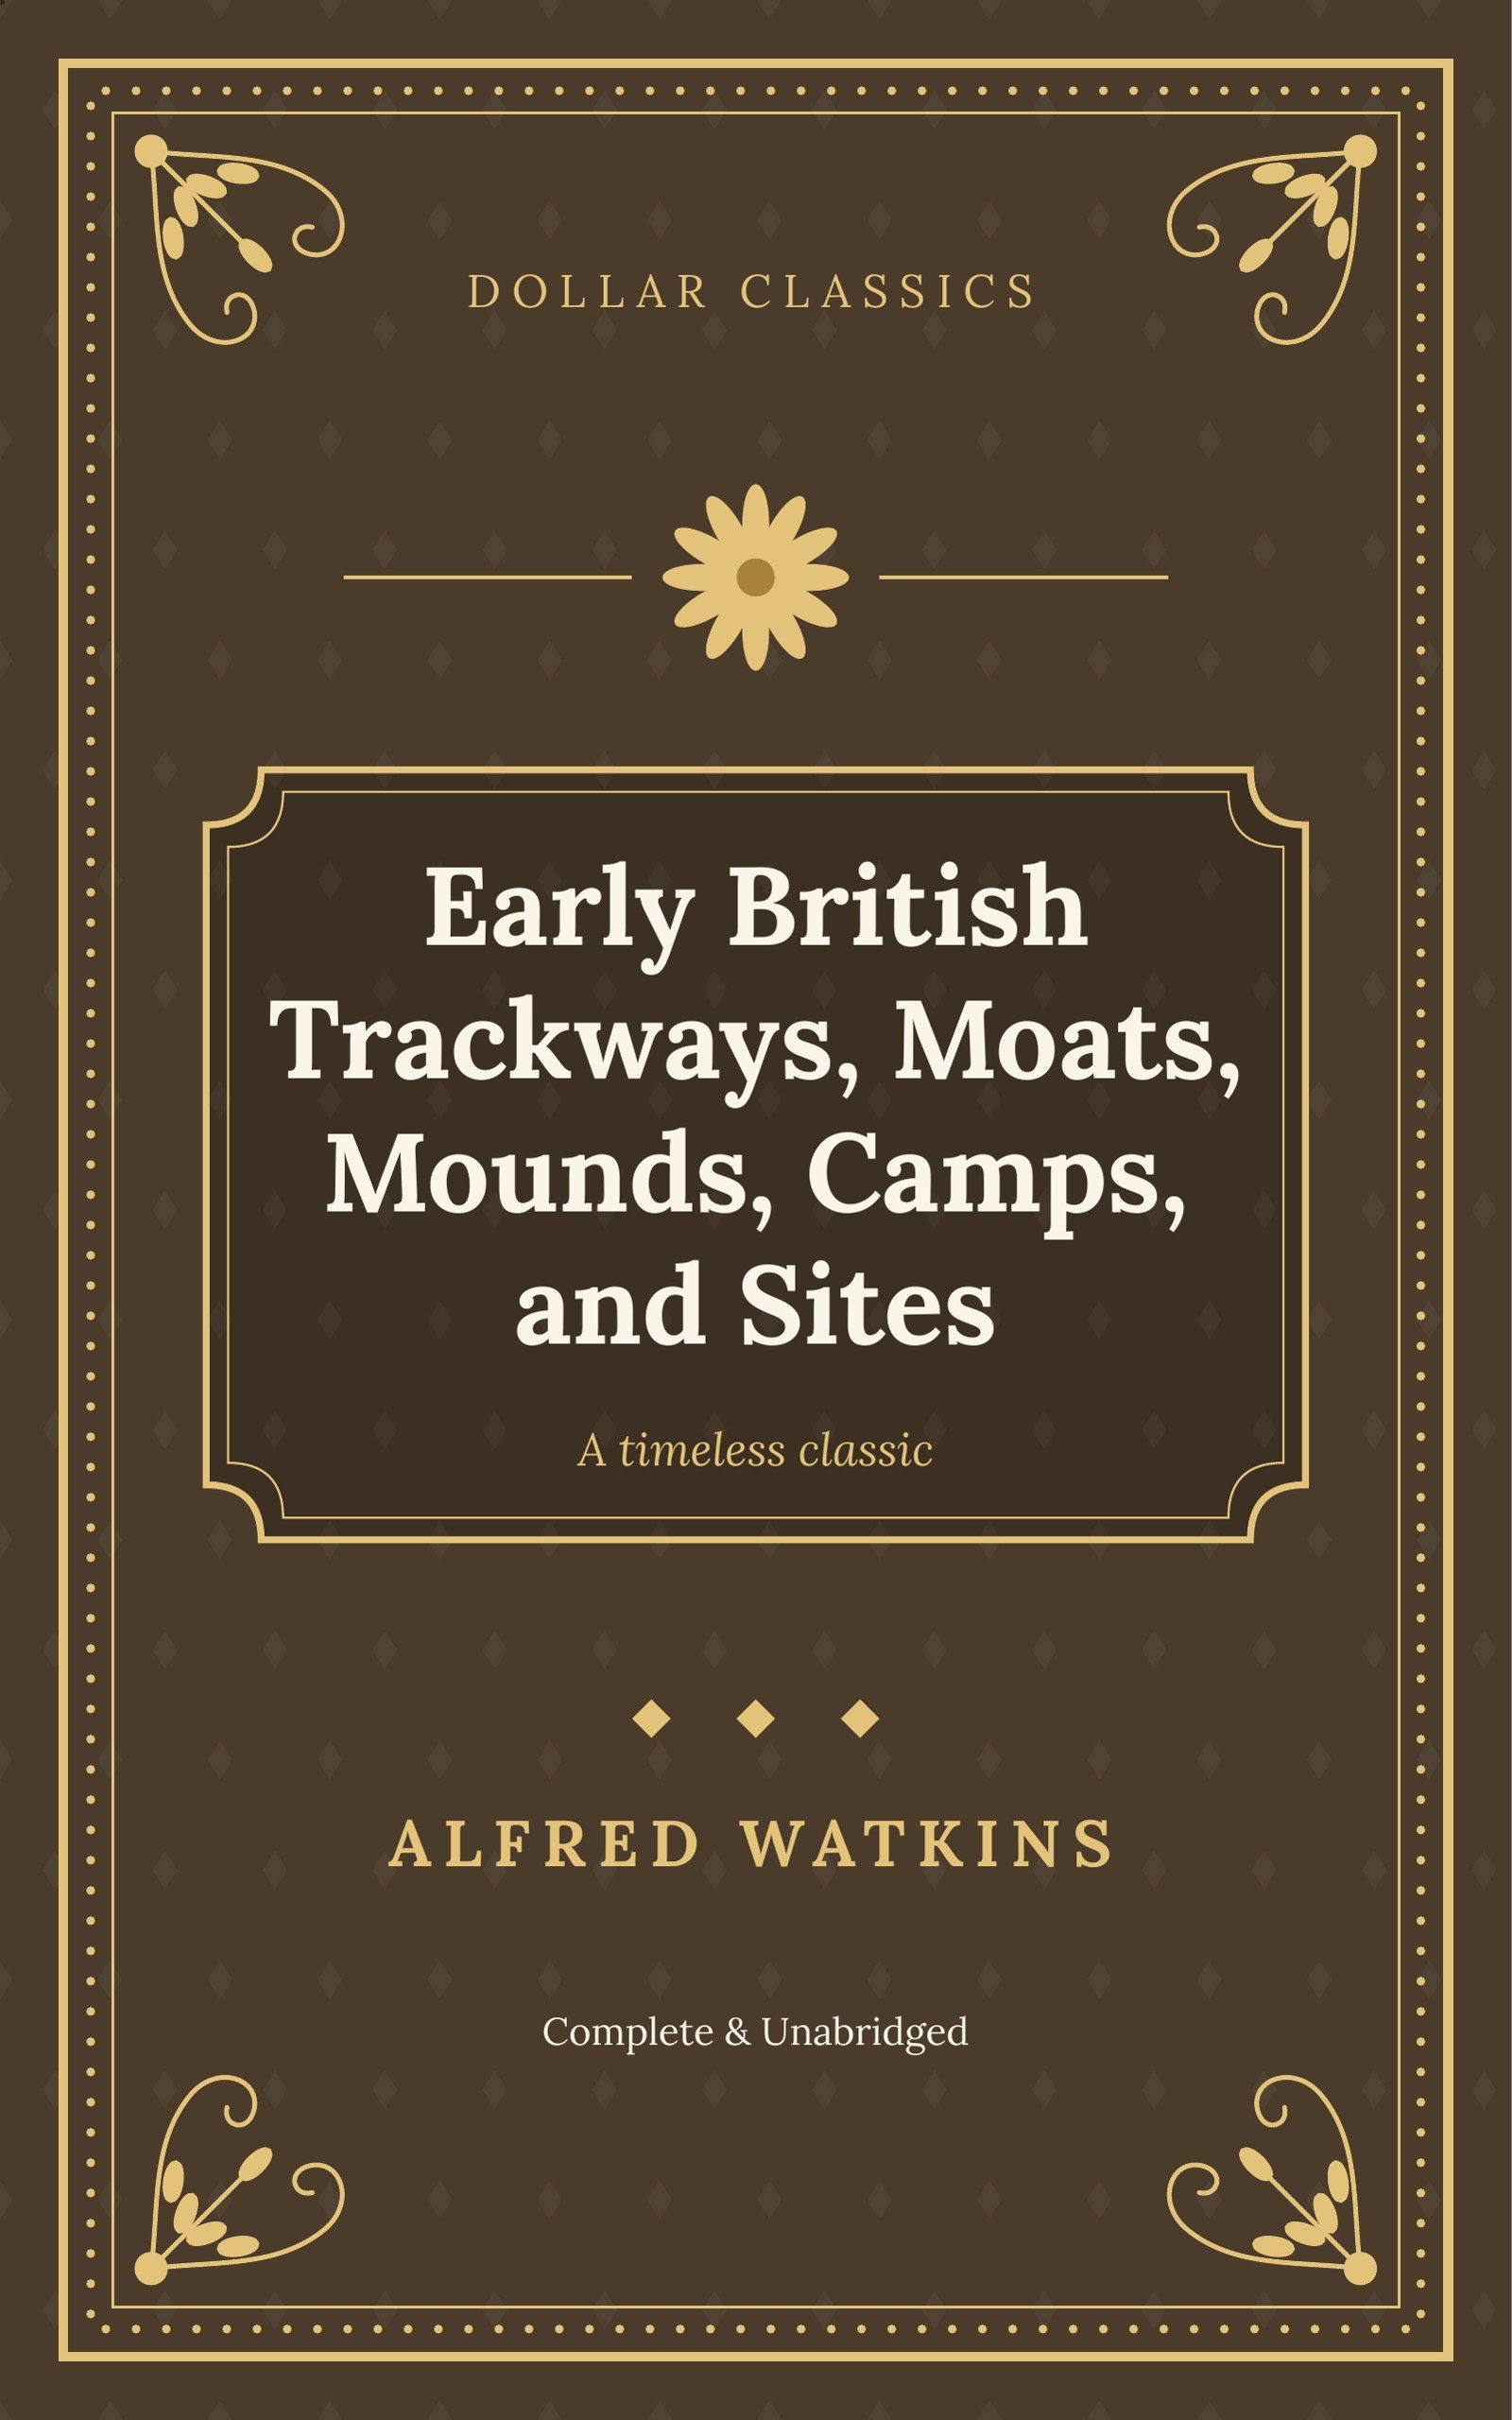 DOLLAR CLASSICS
Early British
Trackways, Moats,
Mounds, Camps,
and Sites
A timeless classic
ALFRED WATKINS
Complete & Unabridged